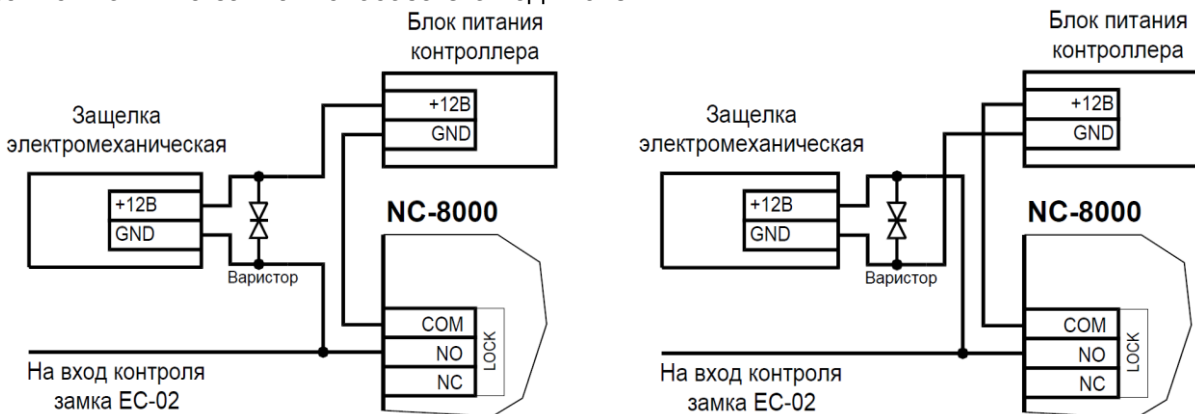 Блок питания
контроллера
+12В
GND
Защелка
электромеханическая
+12В
GND
Варистор
NC-8000
COM
NO
NC
LOCK
На вход контроля
замка ЕС-02
Блок питания
контроллера
+12В
GND
Защелка
электромеханическая
+12В
GND
Варистор
NC-8000
COM
NO
NC
LOCK
На вход контроля
замка ЕС-02